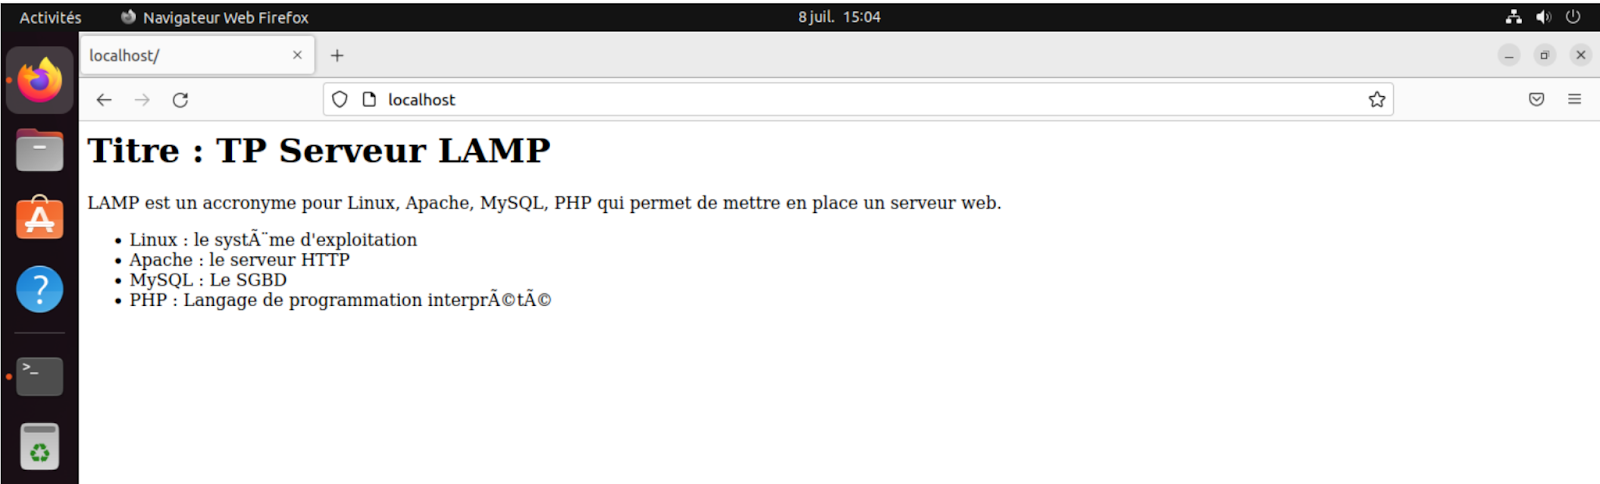 Activités Navigateur Web Firefox 8 juil. 15:04
localhost/
localhost
Titre : TP Serveur LAMP
LAMP est un accronyme pour Linux, Apache, MySQL, PHP qui permet de mettre en place un serveur web.
• Linux : le systÃ¨me d'exploitation
• Apache : le serveur HTTP
• MySQL : Le SGBD
• PHP : Langage de programmation interprÃ©tÃ©